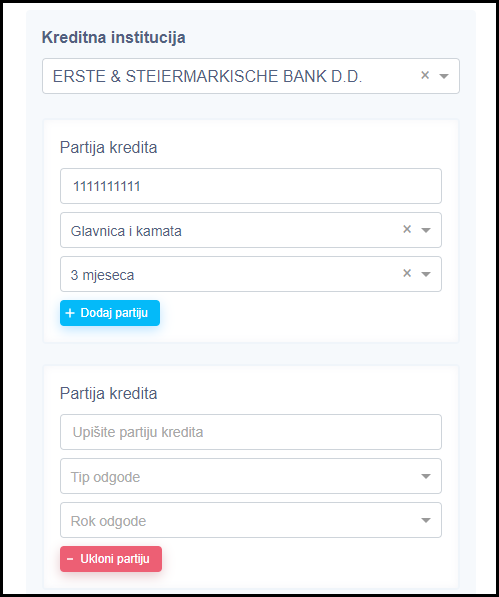 Kreditna institucija
ERSTE & STEIERMARKISCHE BANK D.D. ×
Partija kredita
1111111111
Glavnica i kamata ×
3 mjeseca ×
+ Dodaj partiju
Partija kredita
Upišite partiju kredita
Tip odgode
Rok odgode
- Ukloni partiju